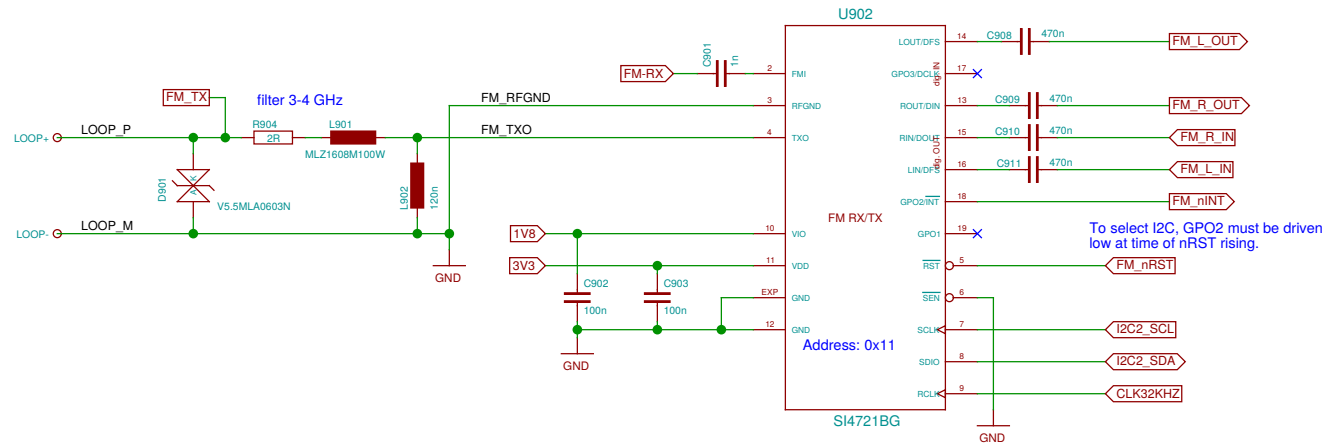 U902
C901
1n
FM-RX
2
FMI
LOUT/DFS
14
C908
470n
FM_L_OUT
GPO3/DCLK
17
dig. IN
FM_TX
filter 3-4 GHz
FM_RFGND
3
RFGND
ROUT/DIN
13
C909
470n
FM_R_OUT
LOOP+
LOOP_P
R904
2R
L901
MLZ1608M100W
FM_TXO
4
TXO
RIN/DOUT
15
C910
470n
FM_R_IN
dig. OUT
LIN/DFS
16
C911
470n
FM_L_IN
D901
A
K
V5.5MLA0603N
L902
120n
GPO2/INT
18
FM_nINT
FM RX/TX
LOOP-
LOOP_M
GND
1V8
10
VIO
GPO1
19
To select I2C, GPO2 must be driven
low at time of nRST rising.
3V3
11
VDD
RST
5
FM_nRST
C902
100n
C903
100n
EXP
GND
SEN
6
12
GND
SCLK
7
I2C2_SCL
GND
Address: 0x11
SDIO
8
I2C2_SDA
RCLK
9
CLK32KHZ
SI4721BG
GND